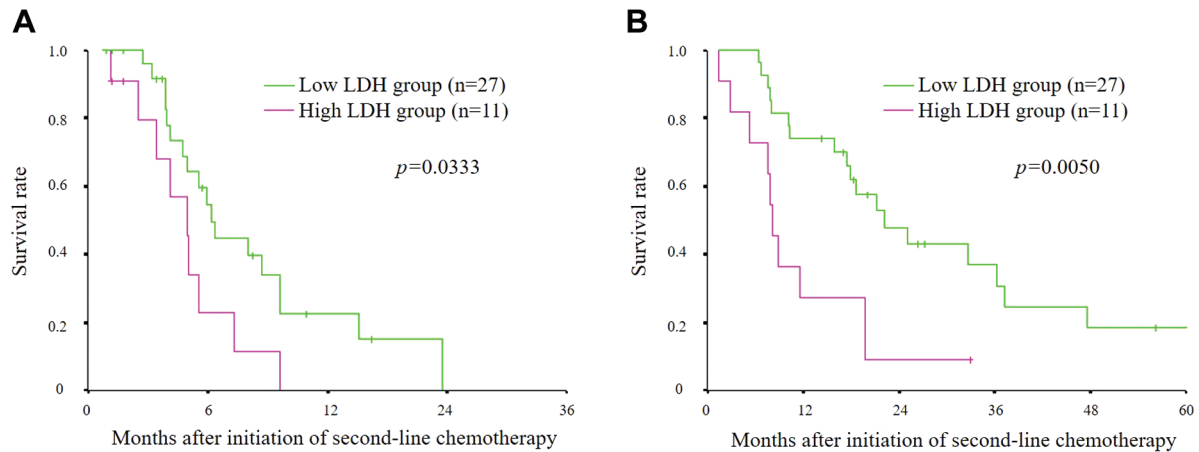 A
Survival rate
1.0
0.8
0.6
0.4
0.2
0
Low LDH group (n=27)
High LDH group (n=11)
p=0.0333
0 6 12 24 36
Months after initiation of second-line chemotherapy
B
Survival rate
1.0
0.8
0.6
0.4
0.2
0
Low LDH group (n=27)
High LDH group (n=11)
p=0.0050
0 12 24 36 48 60
Months after initiation of second-line chemotherapy